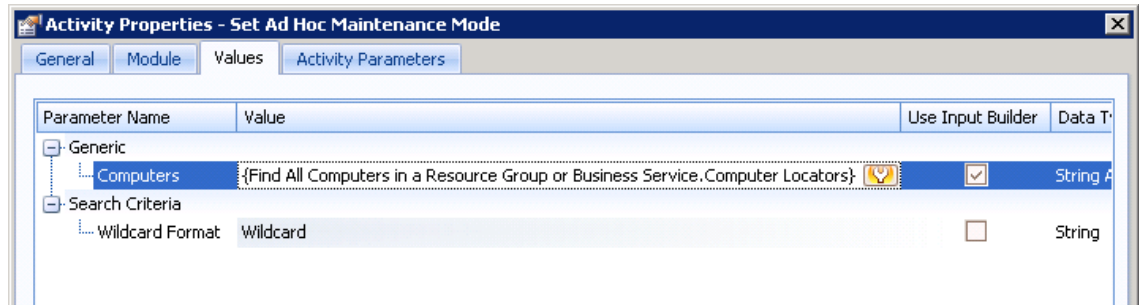 Activity Properties - Set Ad Hoc Maintenance Mode
General Module Values Activity Parameters
Parameter Name Value Use Input Builder Data T
Generic
Computers {Find All Computers in a Resource Group or Business Service.Computer Locators} String A
Search Criteria
Wildcard Format Wildcard String